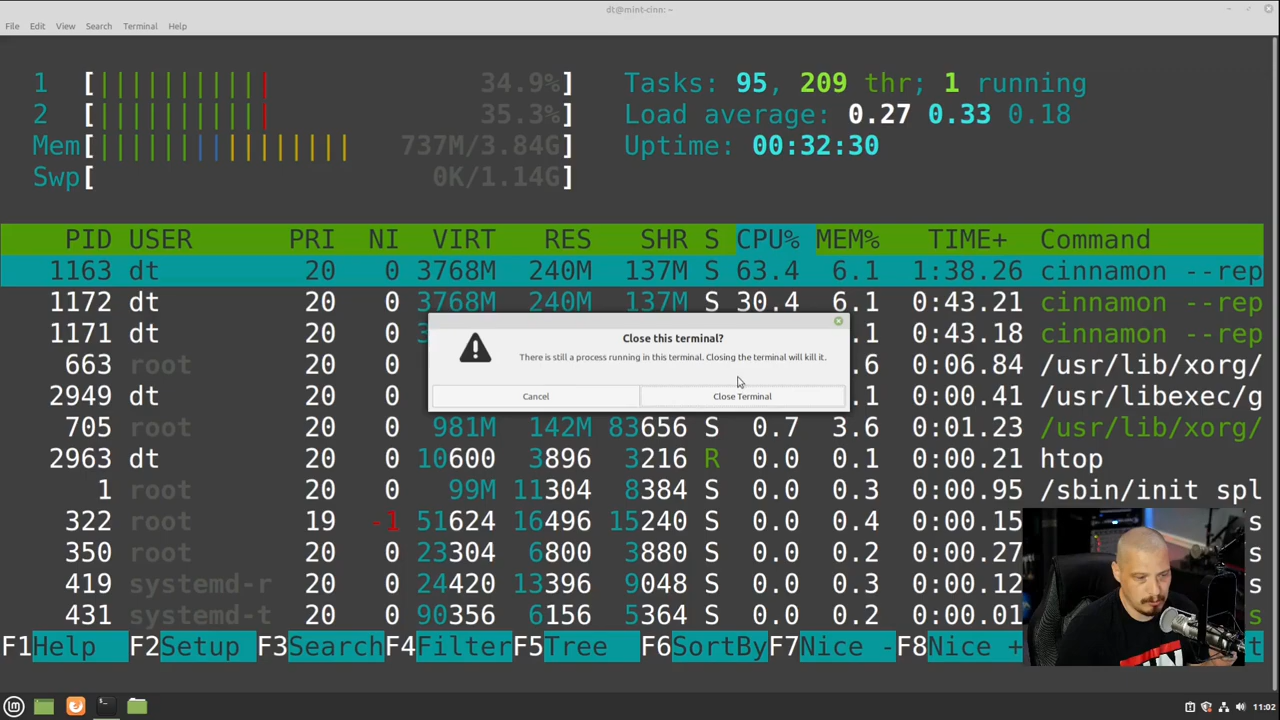 dt@mint-cinn: ~
File Edit View Search Terminal Help
1 [|||||||||||| 34.9%] Tasks: 95, 209 thr; 1 running
2 [|||||||||||| 35.3%] Load average: 0.27 0.33 0.18
Mem[||||||||||||||||| 737M/3.84G] Uptime: 00:32:30
Swp[ 0K/1.14G]
PID USER PRI NI VIRT RES SHR S CPU% MEM% TIME+ Command
1163 dt 20 0 3768M 240M 137M S 63.4 6.1 1:38.26 cinnamon --rep
1172 dt 20 0 3768M 240M 137M S 30.4 6.1 0:43.21 cinnamon --rep
1171 dt 20 0 .1 0:43.18 cinnamon --rep
Close this terminal?
There is still a process running in this terminal. Closing the terminal will kill it.
Cancel Close Terminal
663 root 20 0 .6 0:06.84 /usr/lib/xorg/
2949 dt 20 0 .1 0:00.41 /usr/libexec/g
705 root 20 0 981M 142M 83656 S 0.7 3.6 0:01.23 /usr/lib/xorg/
2963 dt 20 0 10600 3896 3216 R 0.0 0.1 0:00.21 htop
1 root 20 0 99M 11304 8384 S 0.0 0.3 0:00.95 /sbin/init spl
322 root 19 -1 51624 16496 15240 S 0.0 0.4 0:00.15 s
350 root 20 0 23304 6800 3880 S 0.0 0.2 0:00.27
419 systemd-r 20 0 24420 13396 9048 S 0.0 0.3 0:00.12 s
431 systemd-t 20 0 90356 6156 5364 S 0.0 0.2 0:00.01 s
F1Help F2Setup F3Search F4Filter F5Tree F6SortBy F7Nice - F8Nice + t
11:02